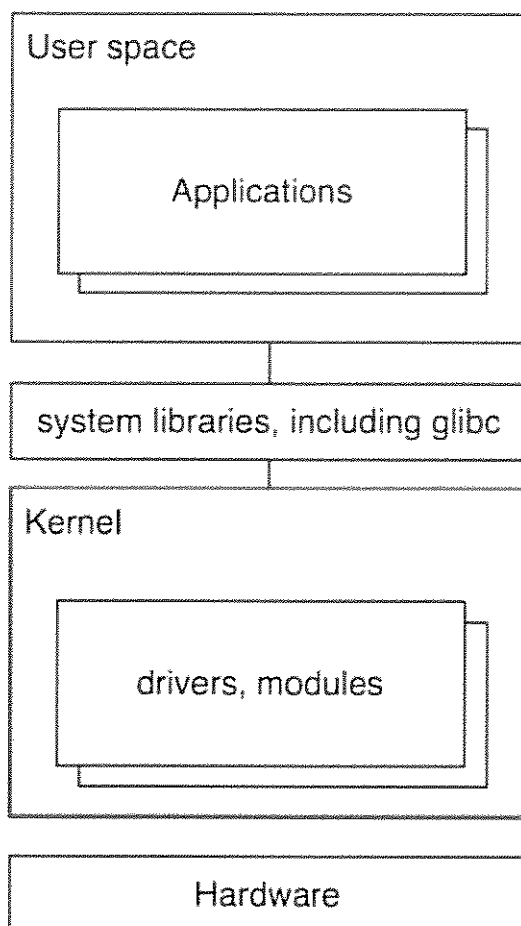 User space
Applications
system libraries, including glibc
Kernel
drivers, modules
Hardware